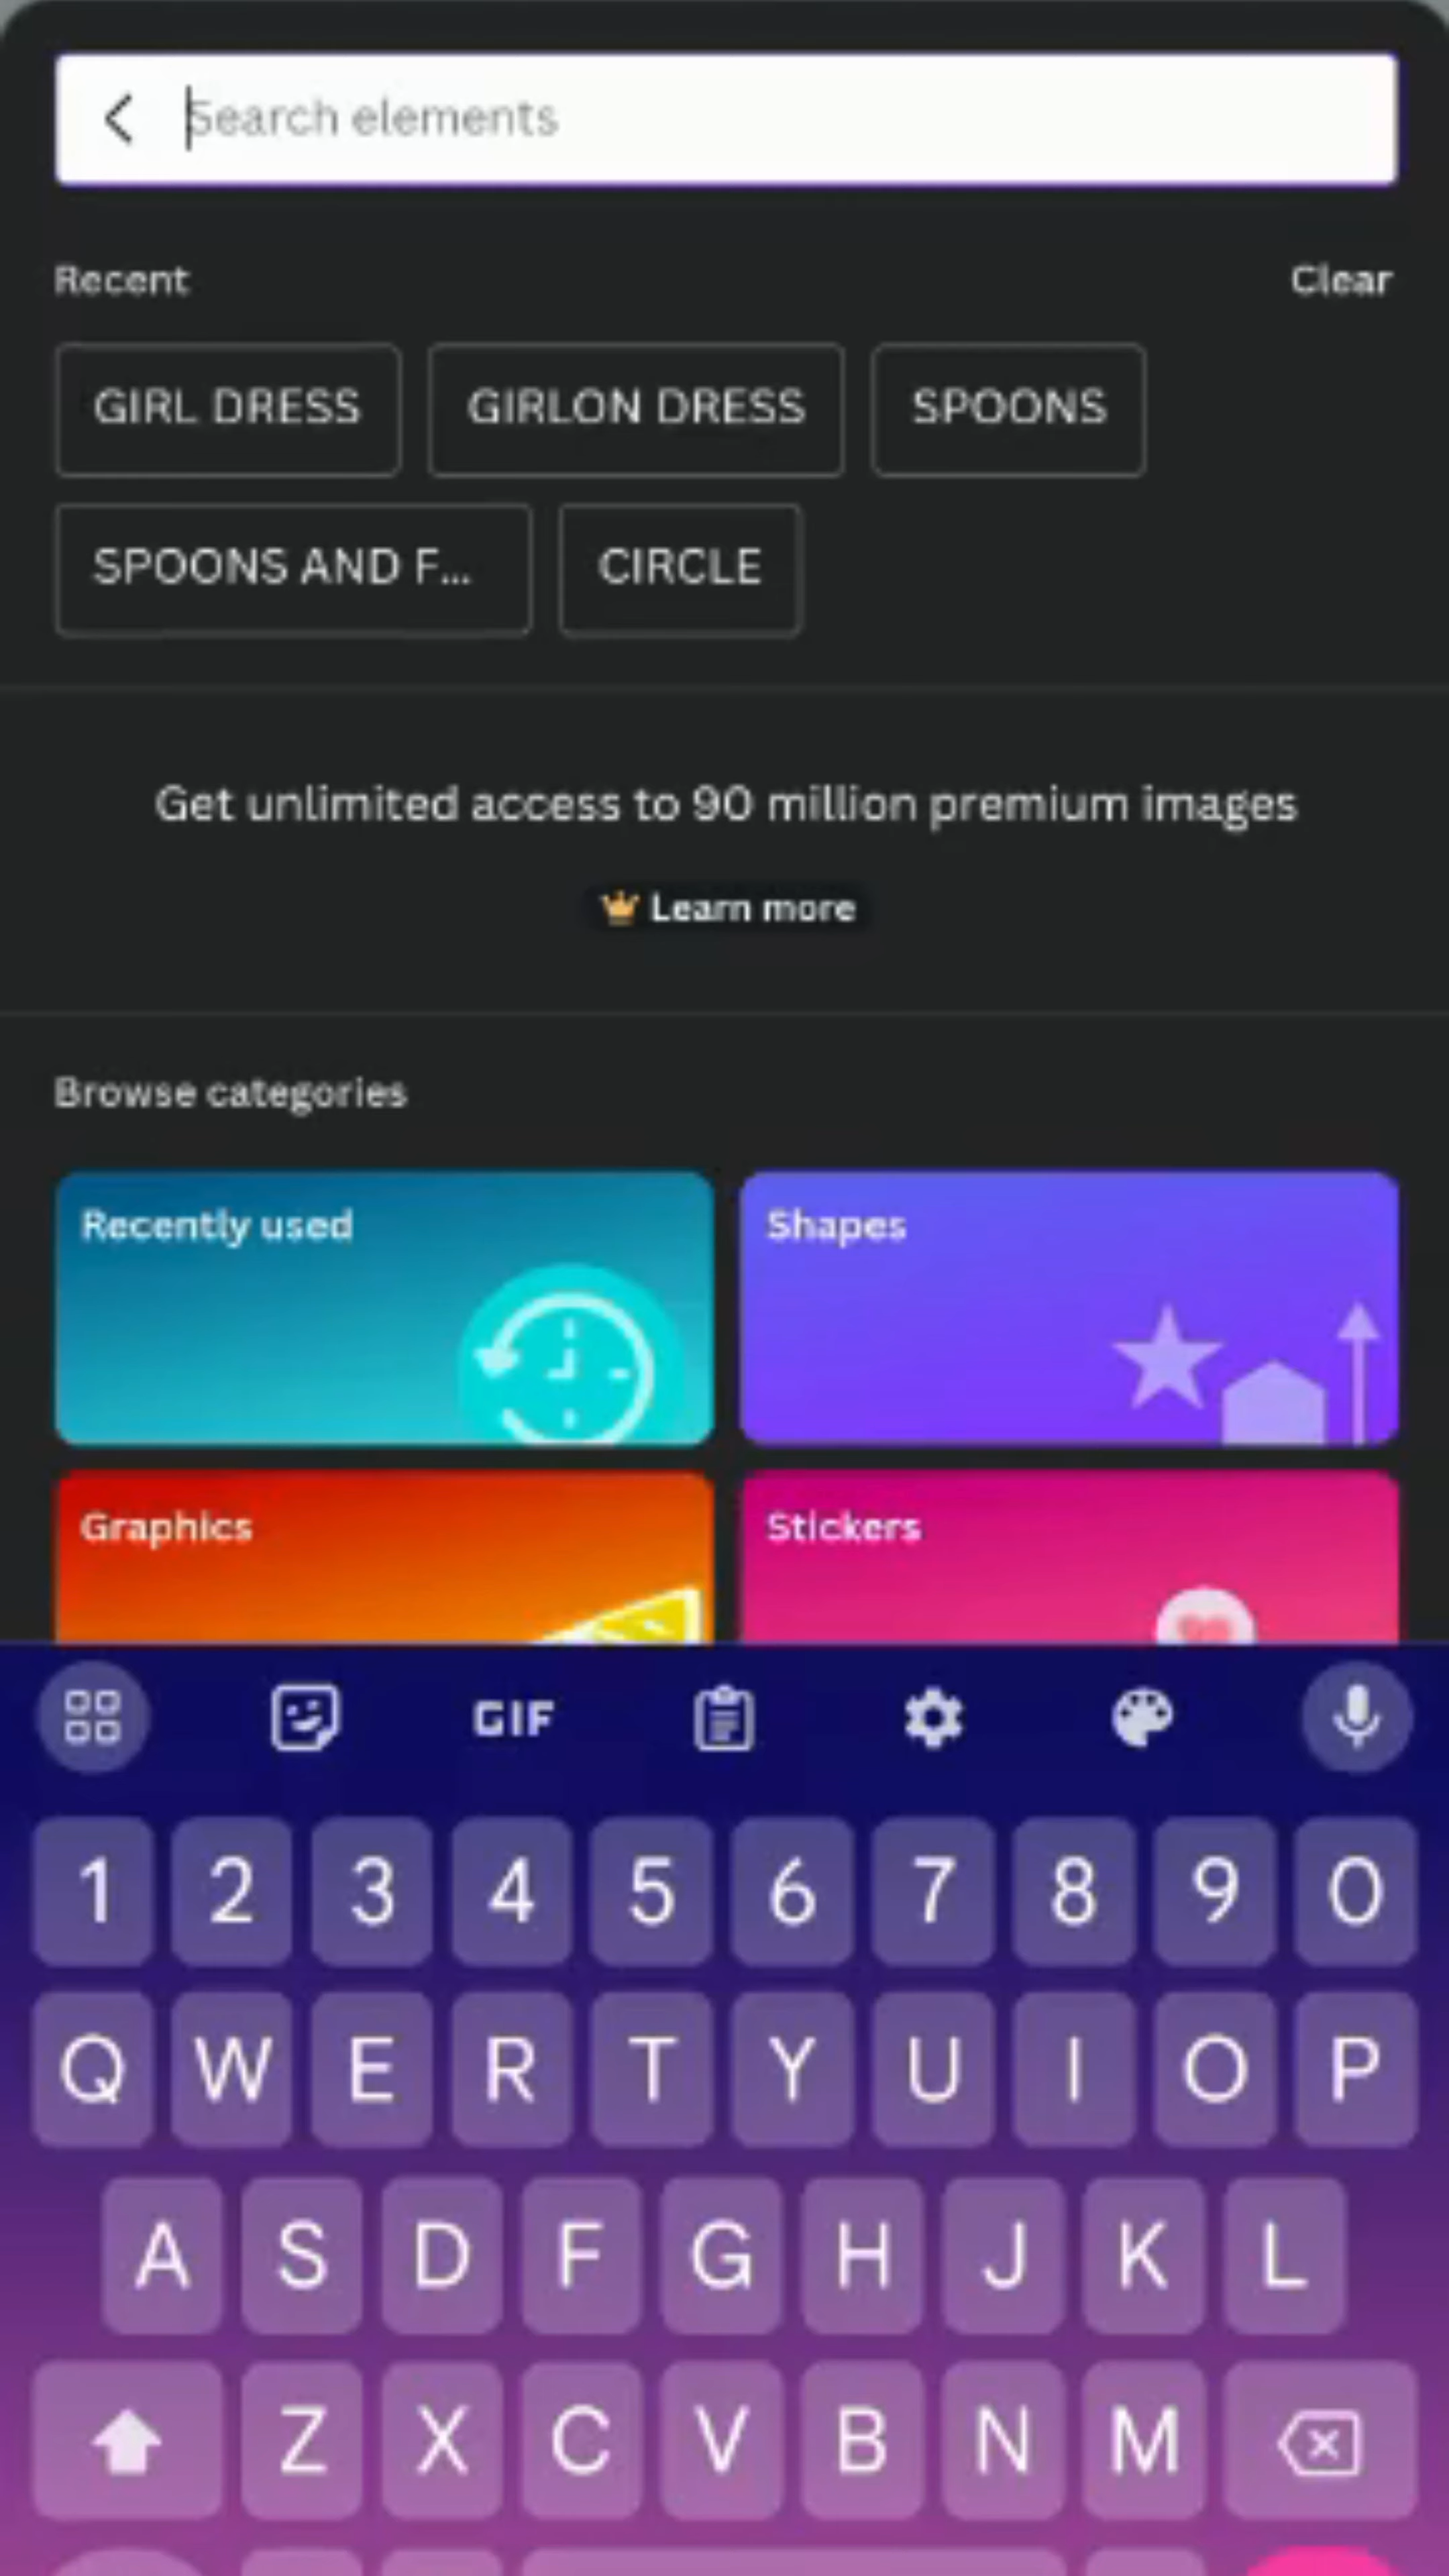 Search elements
Recent Clear
GIRL DRESS GIRLON DRESS SPOONS
SPOONS AND F... CIRCLE
Get unlimited access to 90 million premium images
Learn more
Browse categories
Recently used Shapes
Graphics Stickers
GIF
1 2 3 4 5 6 7 8 9 0
Q W E R T Y U I O P
A S D F G H J K L
Z X C V B N M